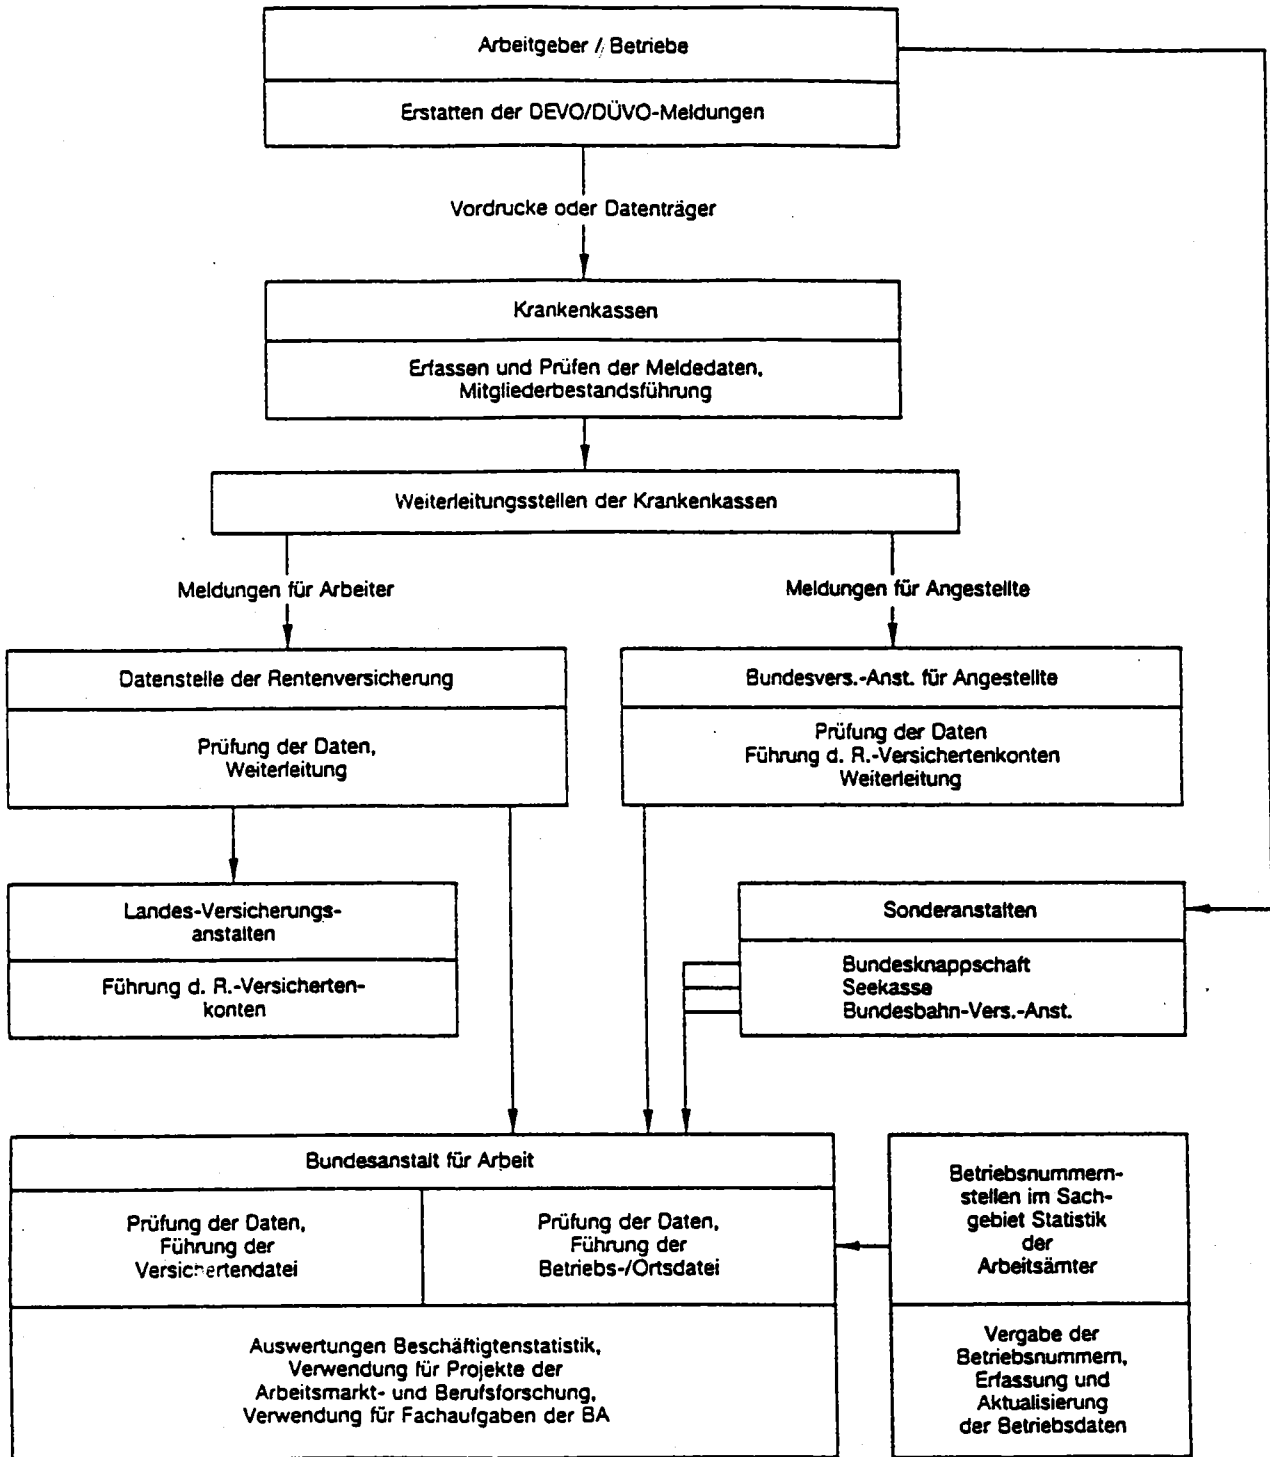 Arbeitgeber / Betriebe
Erstatten der DEVO/DÜVO-Meldungen
Vordrucke oder Datenträger
Krankenkassen
Erfassen und Prüfen der Meldedaten,
Mitgliederbestandsführung
Weiterleitungsstellen der Krankenkassen
Meldungen für Arbeiter
Meldungen für Angestellte
Datenstelle der Rentenversicherung
Prüfung der Daten,
Weiterleitung
Bundesvers.-Anst. für Angestellte
Prüfung der Daten
Führung d. R.-Versichertenkonten
Weiterleitung
Landes-Versicherungs-
anstalten
Führung d. R.-Versicherten-
konten
Sonderanstalten
Bundesknappschaft
Seekasse
Bundesbahn-Vers.-Anst.
Bundesanstalt für Arbeit
Prüfung der Daten,
Führung der
Versichertendatei
Prüfung der Daten,
Führung der
Betriebs-/Ortsdatei
Auswertungen Beschäftigtenstatistik,
Verwendung für Projekte der
Arbeitsmarkt- und Berufsforschung,
Verwendung für Fachaufgaben der BA
Betriebsnummern-
stellen im Sach-
gebiet Statistik
der
Arbeitsämter
Vergabe der
Betriebsnummern,
Erfassung und
Aktualisierung
der Betriebsdaten